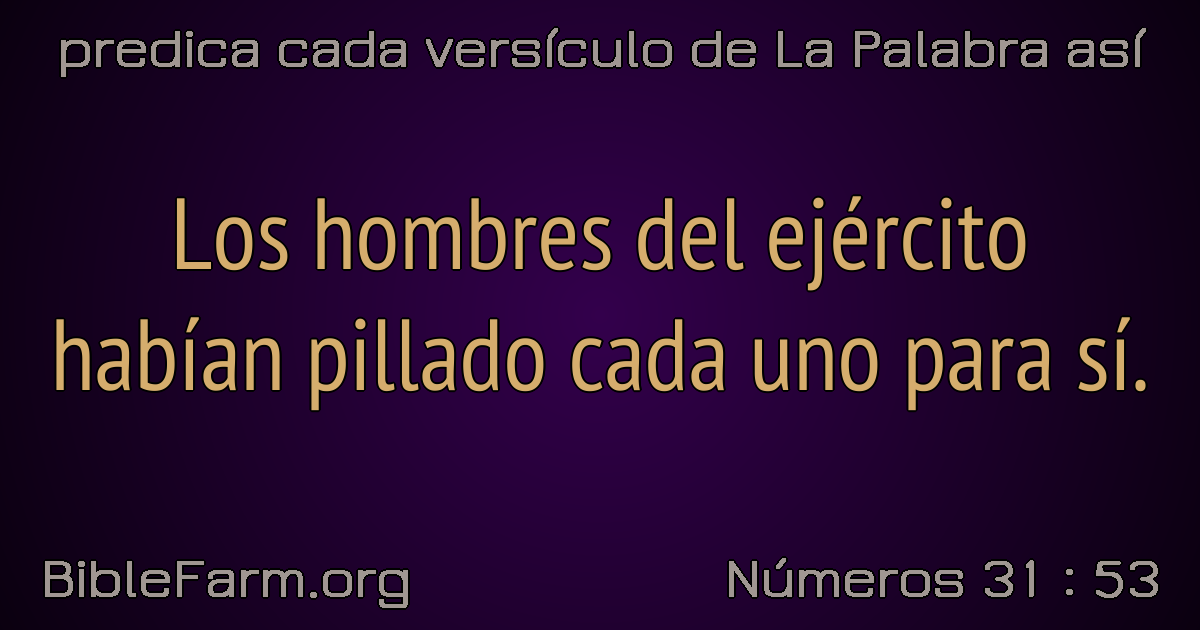 predica cada versículo de La Palabra así
Los hombres del ejército
habían pillado cada uno para sí.
BibleFarm.org
Números 31 : 53